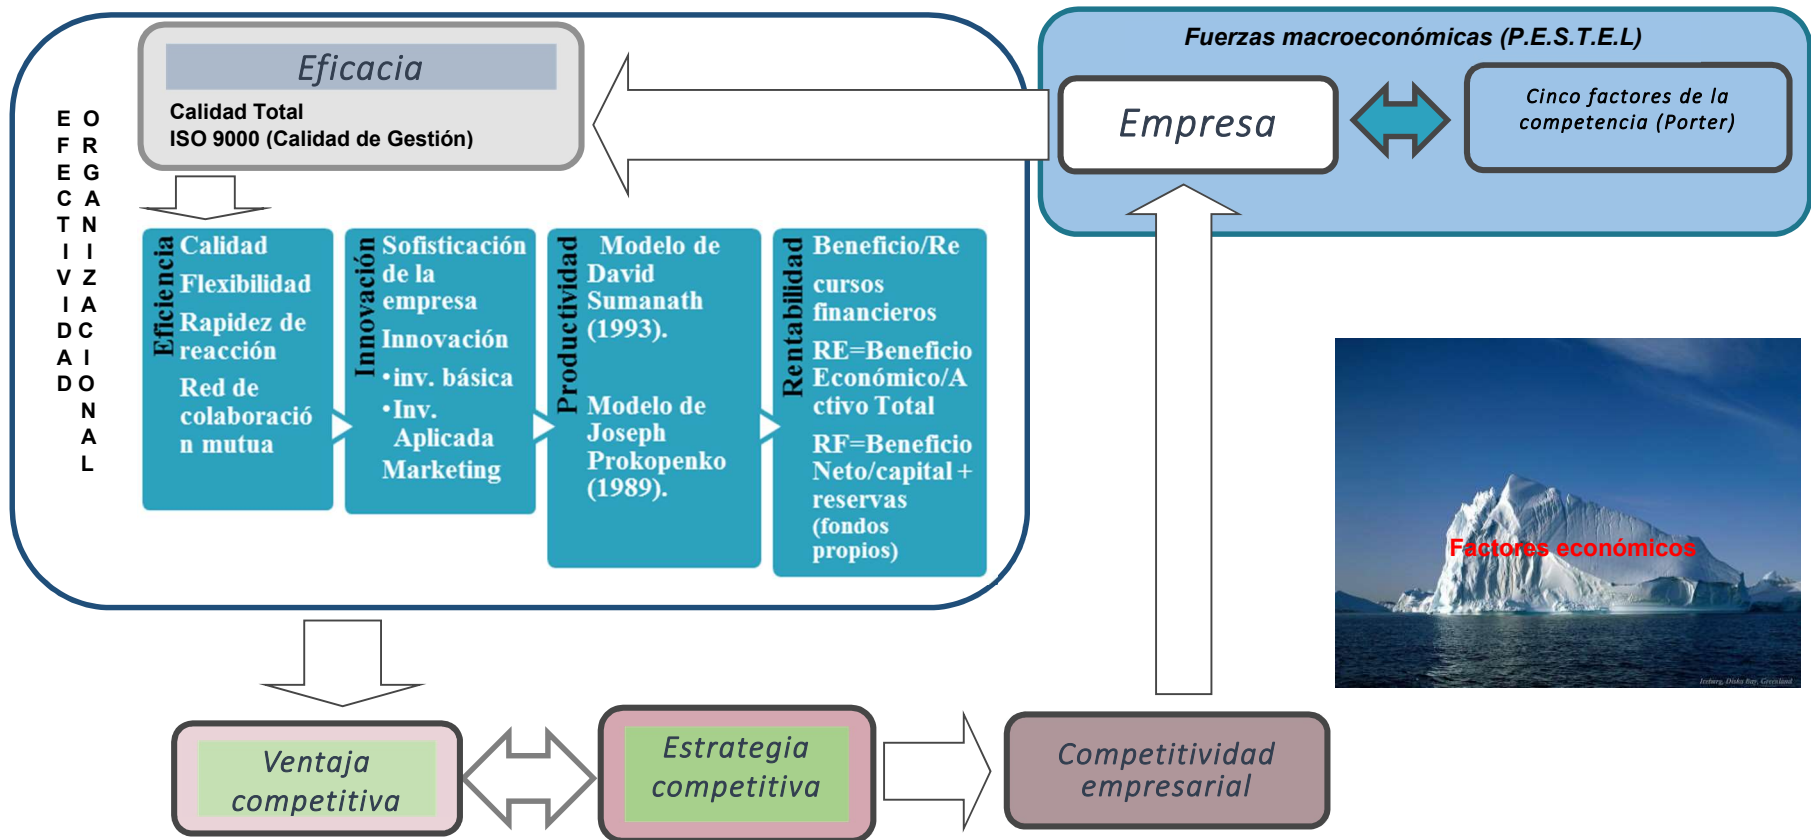 EFECTIVIDAD
ORGANIZACIONAL
Eficacia
Calidad Total
ISO 9000 (Calidad de Gestión)
Eficiencia
Calidad
Flexibilidad
Rapidez de
reacción
Red de
colaboració
n mutua
Innovación
Sofisticación
de la
empresa
Innovación
•inv. básica
•Inv.
Aplicada
Marketing
Productividad
Modelo de
David
Sumanath
(1993).
Modelo de
Joseph
Prokopenko
(1989).
Rentabilidad
Beneficio/Re
cursos
financieros
RE=Beneficio
Económico/A
ctivo Total
RF=Beneficio
Neto/capital +
reservas
(fondos
propios)
Fuerzas macroeconómicas (P.E.S.T.E.L)
Empresa
Cinco factores de la
competencia (Porter)
Factores económicos
Iceberg, Disko Bay, Greenland
Ventaja
competitiva
Estrategia
competitiva
Competitividad
empresarial